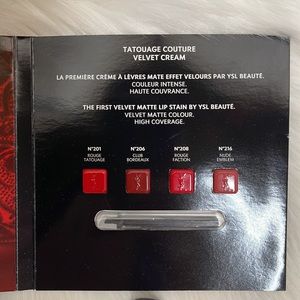 TATOUAGE COUTURE
VELVET CREAM
LA PREMIÈRE CRÈME À LÈVRES MATE EFFET VELOURS PAR YSL BEAUTÉ.
COULEUR INTENSE.
HAUTE COUVRANCE.
THE FIRST VELVET MATTE LIP STAIN BY YSL BEAUTÉ.
VELVET MATTE COLOUR.
HIGH COVERAGE.
N°201 N°206 N°208 N°216
ROUGE CLUB ROUGE NUDE
TATOUAGE BORDEAUX FACTION EMBLEM